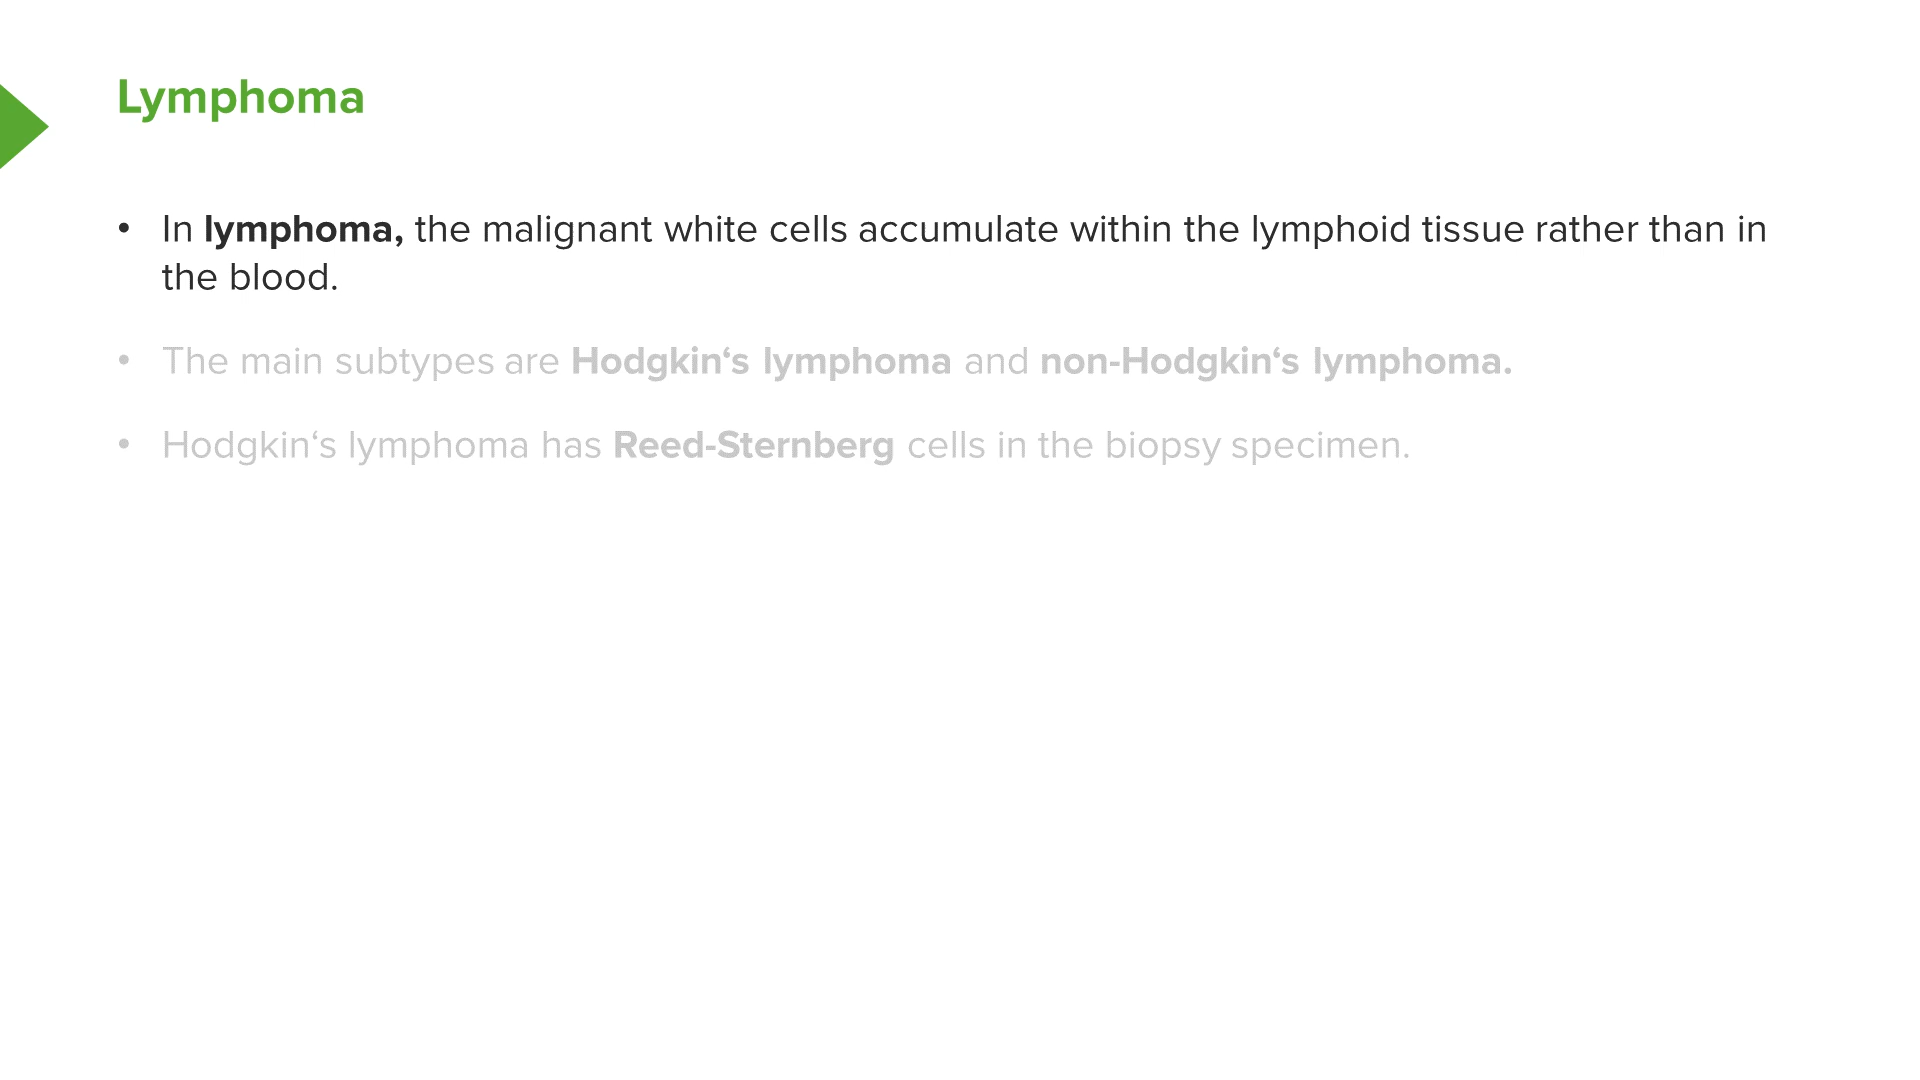 Lymphoma
• In lymphoma, the malignant white cells accumulate within the lymphoid tissue rather than in
the blood.
• The main subtypes are Hodgkin‘s lymphoma and non-Hodgkin‘s lymphoma.
• Hodgkin‘s lymphoma has Reed-Sternberg cells in the biopsy specimen.